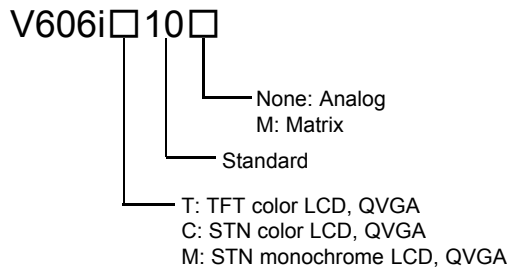 V606i□10□
None: Analog
M: Matrix
Standard
T: TFT color LCD, QVGA
C: STN color LCD, QVGA
M: STN monochrome LCD, QVGA